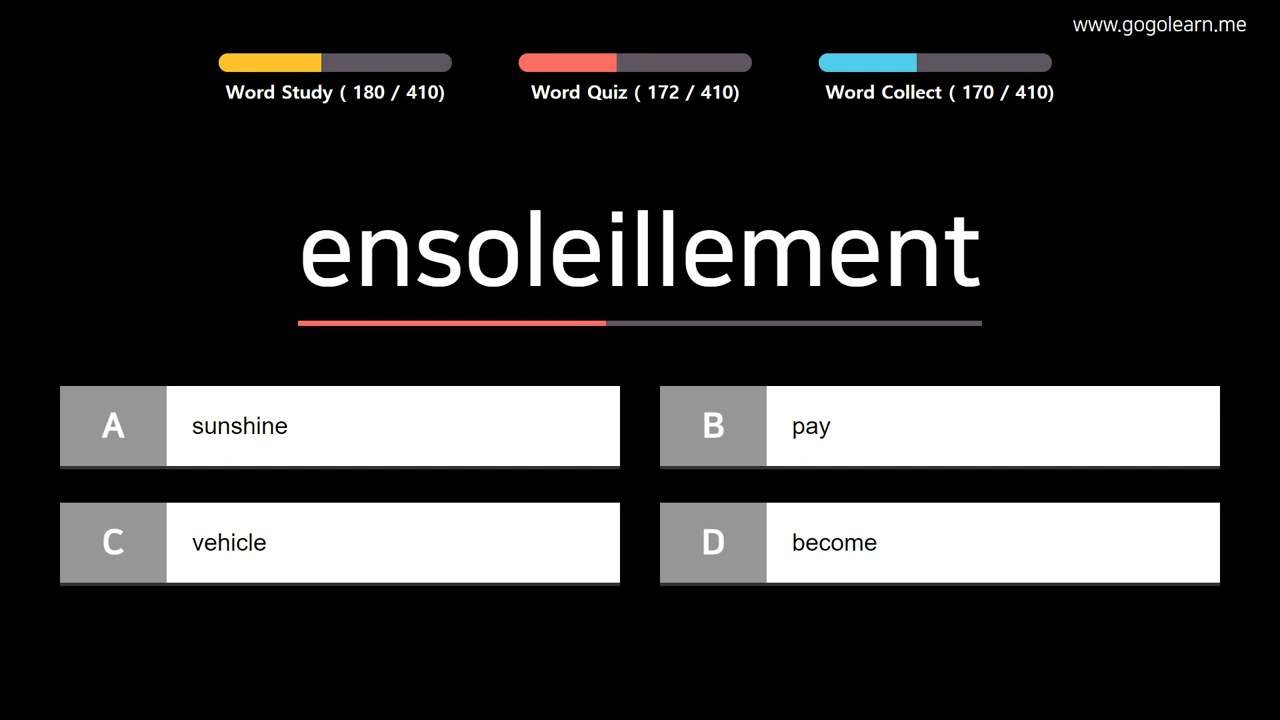 www.gogolearn.me
Word Study ( 180 / 410)
Word Quiz ( 172 / 410)
Word Collect ( 170 / 410)
ensoleillement
A sunshine
B pay
C vehicle
D become